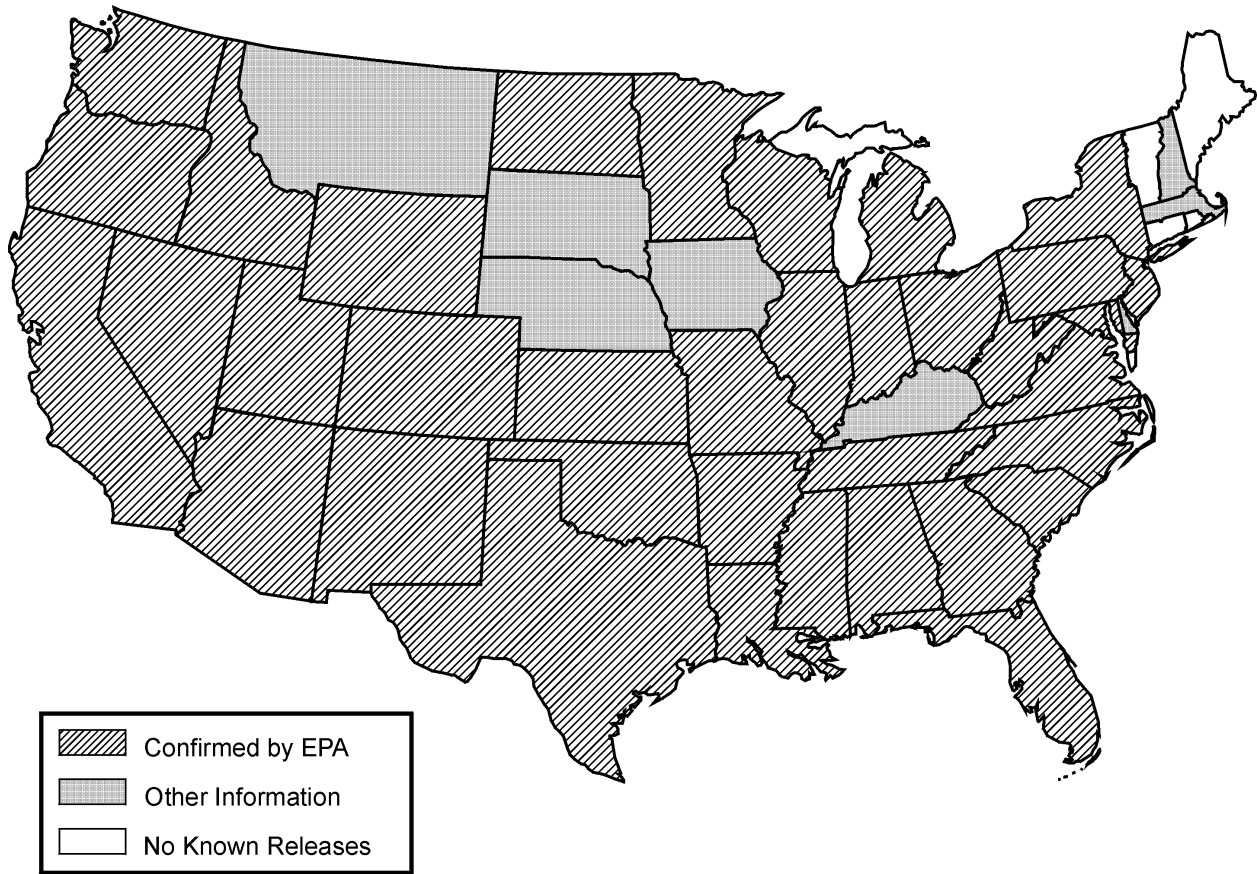 Confirmed by EPA
Other Information
No Known Releases